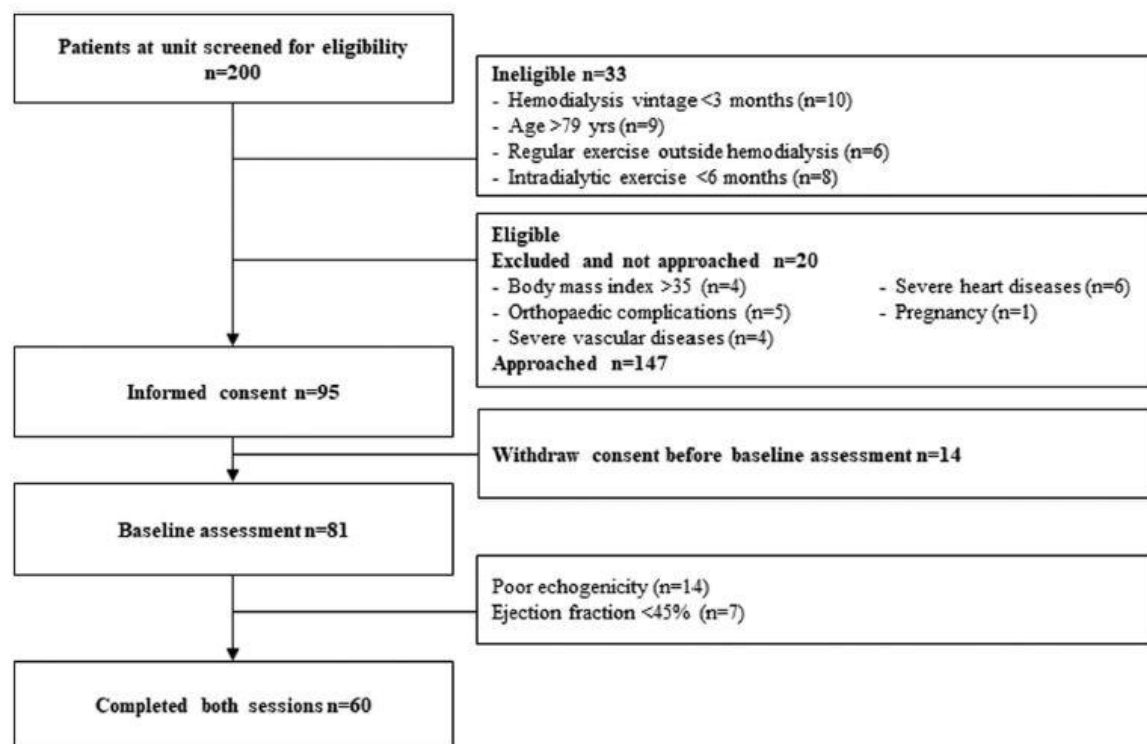 Patients at unit screened for eligibility
n=200
Ineligible n=33
- Hemodialysis vintage <3 months (n=10)
- Age >79 yrs (n=9)
- Regular exercise outside hemodialysis (n=6)
- Intradialytic exercise <6 months (n=8)
Eligible
Excluded and not approached n=20
- Body mass index >35 (n=4) - Severe heart diseases (n=6)
- Orthopaedic complications (n=5) - Pregnancy (n=1)
- Severe vascular diseases (n=4)
Approached n=147
Informed consent n=95
Withdraw consent before baseline assessment n=14
Baseline assessment n=81
Poor echogenicity (n=14)
Ejection fraction <45% (n=7)
Completed both sessions n=60